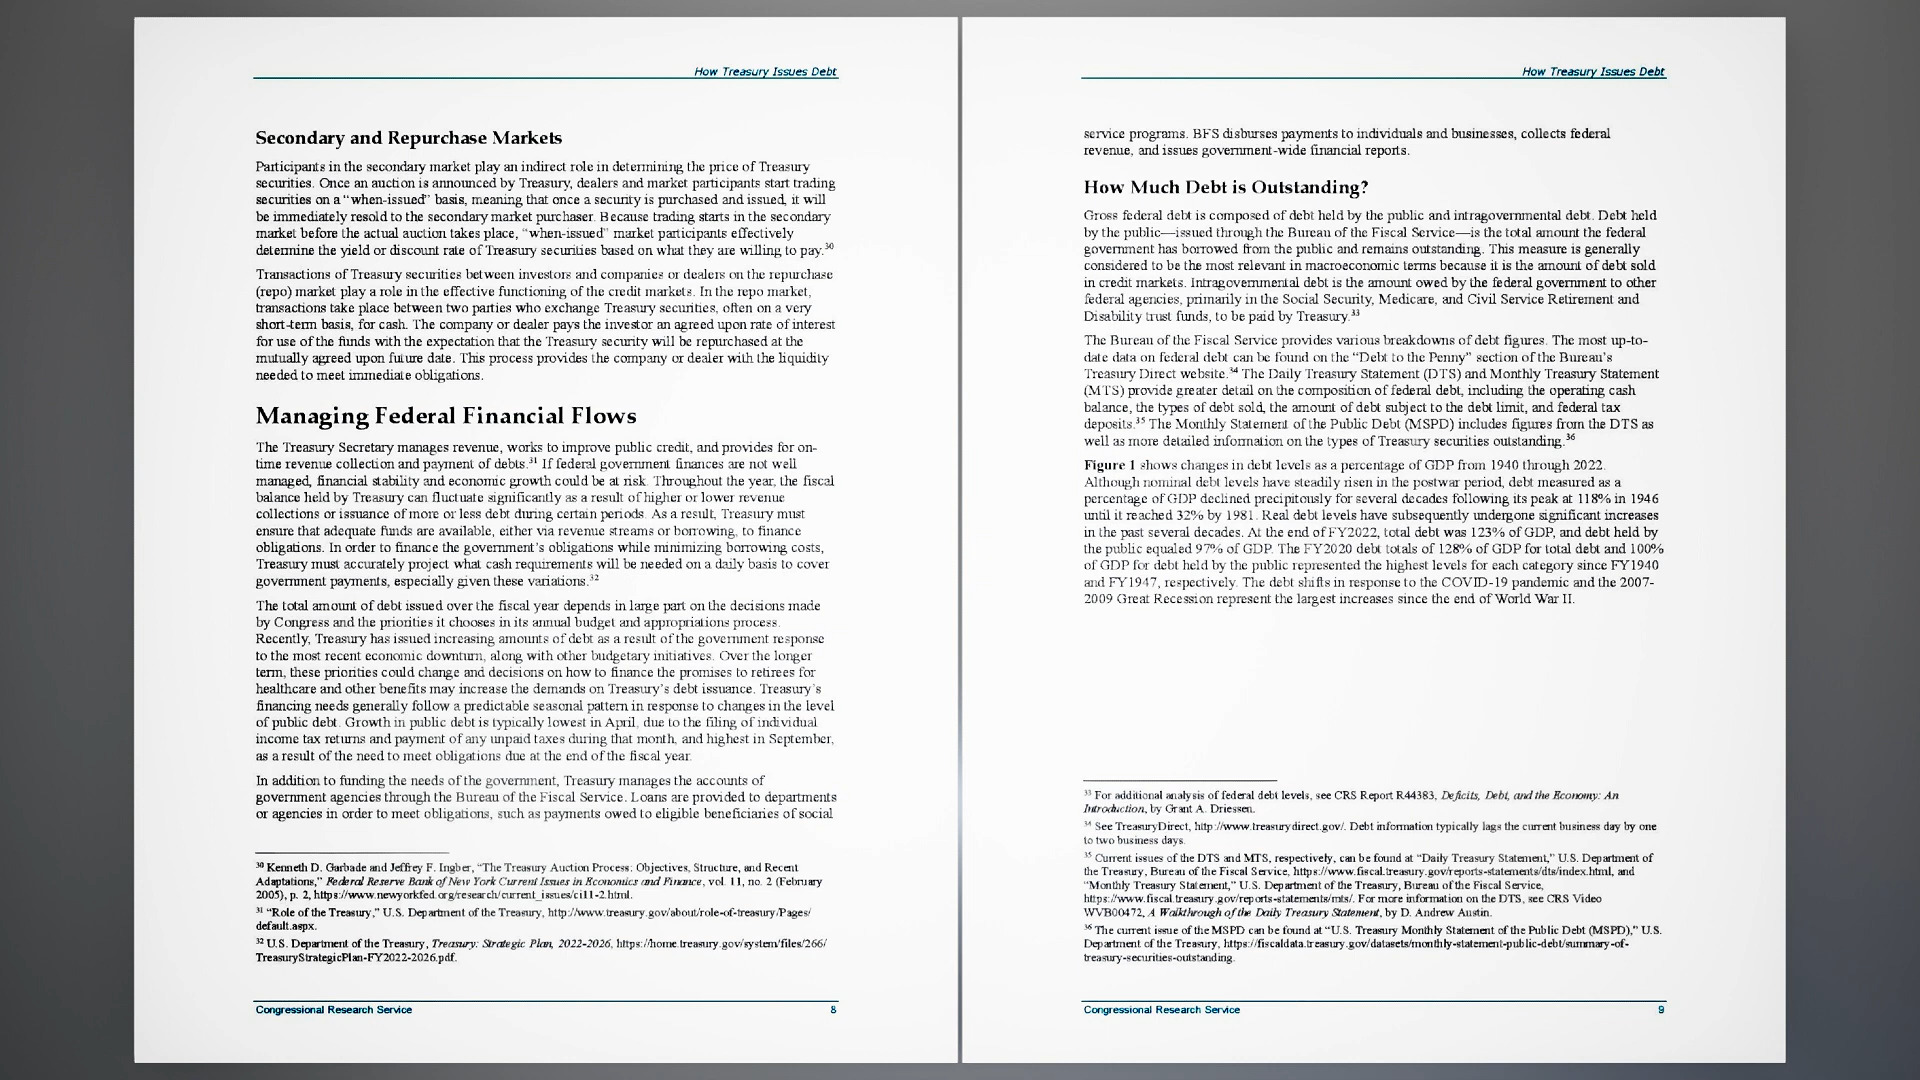 How Treasury Issues Debt
Secondary and Repurchase Markets
Participants in the secondary market play an indirect role in determining the price of Treasury
securities. Once an auction is announced by Treasury, dealers and market participants start trading
securities on a “when-issued” basis, meaning that once a security is purchased and issued, it will
be immediately resold to the secondary market purchaser. Because trading starts in the secondary
market before the actual auction takes place, “when-issued” market participants effectively
determine the yield or discount rate of Treasury securities based on what they are willing to pay.30
Transactions of Treasury securities between investors and companies or dealers on the repurchase
(repo) market play a role in the effective functioning of the credit markets. In the repo market,
transactions take place between two parties who exchange Treasury securities, often on a very
short-term basis, for cash. The company or dealer pays the investor an agreed upon rate of interest
for use of the funds with the expectation that the Treasury security will be repurchased at the
mutually agreed upon future date. This process provides the company or dealer with the liquidity
needed to meet immediate obligations.
Managing Federal Financial Flows
The Treasury Secretary manages revenue, works to improve public credit, and provides for on-
time revenue collection and payment of debts.31 If federal government finances are not well
managed, financial stability and economic growth could be at risk. Throughout the year, the fiscal
balance held by Treasury can fluctuate significantly as a result of higher or lower revenue
collections or issuance of more or less debt during certain periods. As a result, Treasury must
ensure that adequate funds are available, either via revenue streams or borrowing, to finance
obligations. In order to finance the government’s obligations while minimizing borrowing costs,
Treasury must accurately project what cash requirements will be needed on a daily basis to cover
government payments, especially given these variations.32
The total amount of debt issued over the fiscal year depends in large part on the decisions made
by Congress and the priorities it chooses in its annual budget and appropriations process.
Recently, Treasury has issued increasing amounts of debt as a result of the government response
to the most recent economic downturn, along with other budgetary initiatives. Over the longer
term, these priorities could change and decisions on how to finance the promises to retirees for
healthcare and other benefits may increase the demands on Treasury’s debt issuance. Treasury’s
financing needs generally follow a predictable seasonal pattern in response to changes in the level
of public debt. Growth in public debt is typically lowest in April, due to the filing of individual
income tax returns and payment of any unpaid taxes during that month, and highest in September,
as a result of the need to meet obligations due at the end of the fiscal year.
In addition to funding the needs of the government, Treasury manages the accounts of
government agencies through the Bureau of the Fiscal Service. Loans are provided to departments
or agencies in order to meet obligations, such as payments owed to eligible beneficiaries of social
30 Kenneth D. Garbade and Jeffrey F. Ingber, “The Treasury Auction Process: Objectives, Structure, and Recent
Adaptations,” Federal Reserve Bank of New York Current Issues in Economics and Finance, vol. 11, no. 2 (February
2005), p. 2, https://www.newyorkfed.org/research/current_issues/ci11-2.html.
31 “Role of the Treasury,” U.S. Department of the Treasury, http://www.treasury.gov/about/role-of-treasury/Pages/
default.aspx.
32 U.S. Department of the Treasury, Treasury: Strategic Plan, 2022-2026, https://home.treasury.gov/system/files/266/
TreasuryStrategicPlan-FY2022-2026.pdf.
Congressional Research Service 8
How Treasury Issues Debt
service programs. BFS disburses payments to individuals and businesses, collects federal
revenue, and issues government-wide financial reports.
How Much Debt is Outstanding?
Gross federal debt is composed of debt held by the public and intragovernmental debt. Debt held
by the public—issued through the Bureau of the Fiscal Service—is the total amount the federal
government has borrowed from the public and remains outstanding. This measure is generally
considered to be the most relevant in macroeconomic terms because it is the amount of debt sold
in credit markets. Intragovernmental debt is the amount owed by the federal government to other
federal agencies, primarily in the Social Security, Medicare, and Civil Service Retirement and
Disability trust funds, to be paid by Treasury.33
The Bureau of the Fiscal Service provides various breakdowns of debt figures. The most up-to-
date data on federal debt can be found on the “Debt to the Penny” section of the Bureau’s
Treasury Direct website.34 The Daily Treasury Statement (DTS) and Monthly Treasury Statement
(MTS) provide greater detail on the composition of federal debt, including the operating cash
balance, the types of debt sold, the amount of debt subject to the debt limit, and federal tax
deposits.35 The Monthly Statement of the Public Debt (MSPD) includes figures from the DTS as
well as more detailed information on the types of Treasury securities outstanding.36
Figure 1 shows changes in debt levels as a percentage of GDP from 1940 through 2022.
Although nominal debt levels have steadily risen in the postwar period, debt measured as a
percentage of GDP declined precipitously for several decades following its peak at 118% in 1946
until it reached 32% by 1981. Real debt levels have subsequently undergone significant increases
in the past several decades. At the end of FY2022, total debt was 123% of GDP, and debt held by
the public equaled 97% of GDP. The FY2020 debt totals of 128% of GDP for total debt and 100%
of GDP for debt held by the public represented the highest levels for each category since FY1940
and FY1947, respectively. The debt shifts in response to the COVID-19 pandemic and the 2007-
2009 Great Recession represent the largest increases since the end of World War II.
33 For additional analysis of federal debt levels, see CRS Report R44383, Deficits, Debt, and the Economy: An
Introduction, by Grant A. Driessen.
34 See TreasuryDirect, http://www.treasurydirect.gov/. Debt information typically lags the current business day by one
to two business days.
35 Current issues of the DTS and MTS, respectively, can be found at “Daily Treasury Statement,” U.S. Department of
the Treasury, Bureau of the Fiscal Service, https://www.fiscal.treasury.gov/reports-statements/dts/index.html, and
“Monthly Treasury Statement,” U.S. Department of the Treasury, Bureau of the Fiscal Service,
https://www.fiscal.treasury.gov/reports-statements/mts/. For more information on the DTS, see CRS Video
WVB00472, A Walkthrough of the Daily Treasury Statement, by D. Andrew Austin.
36 The current issue of the MSPD can be found at “U.S. Treasury Monthly Statement of the Public Debt (MSPD),” U.S.
Department of the Treasury, https://fiscaldata.treasury.gov/datasets/monthly-statement-public-debt/summary-of-
treasury-securities-outstanding.
Congressional Research Service 9